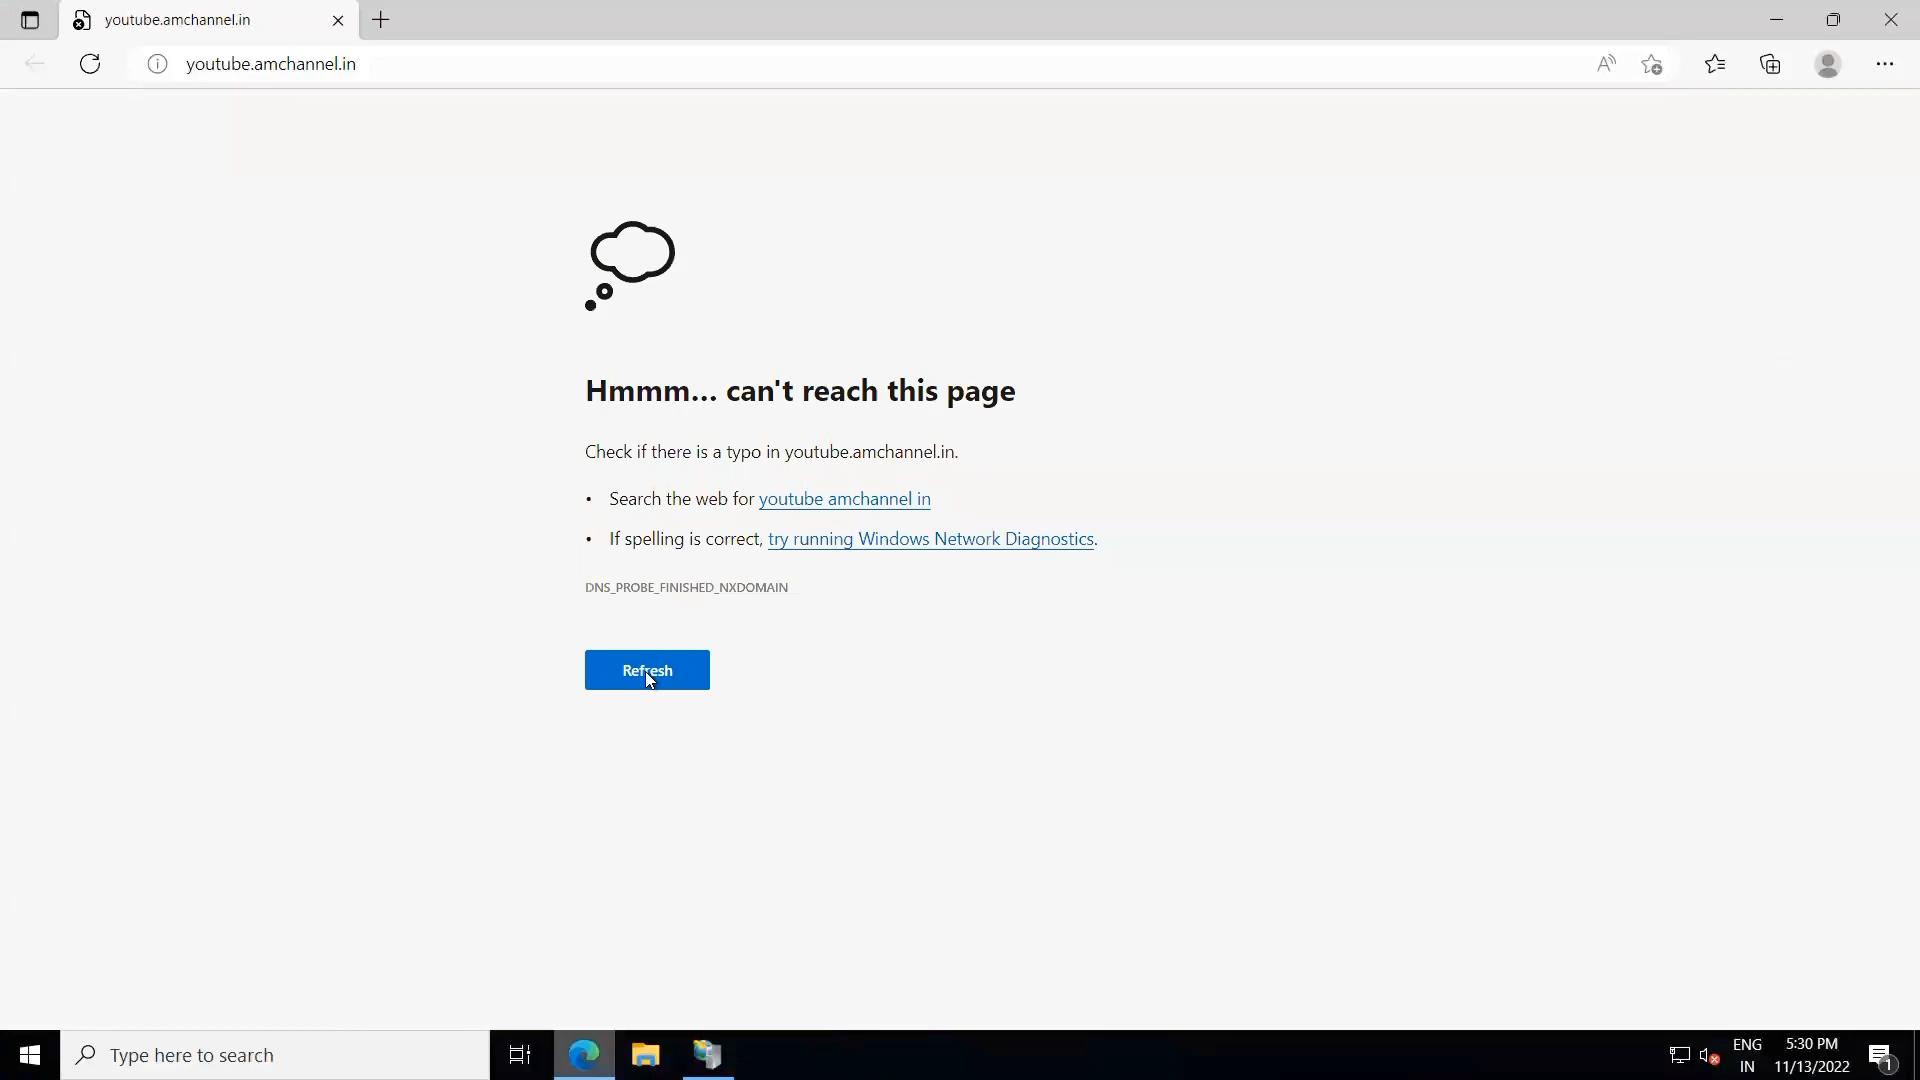 youtube.amchannel.in
youtube.amchannel.in
Hmmm... can't reach this page
Check if there is a typo in youtube.amchannel.in.
• Search the web for youtube amchannel in
• If spelling is correct, try running Windows Network Diagnostics.
DNS_PROBE_FINISHED_NXDOMAIN
Refresh
Type here to search
ENG
IN
5:30 PM
11/13/2022
1